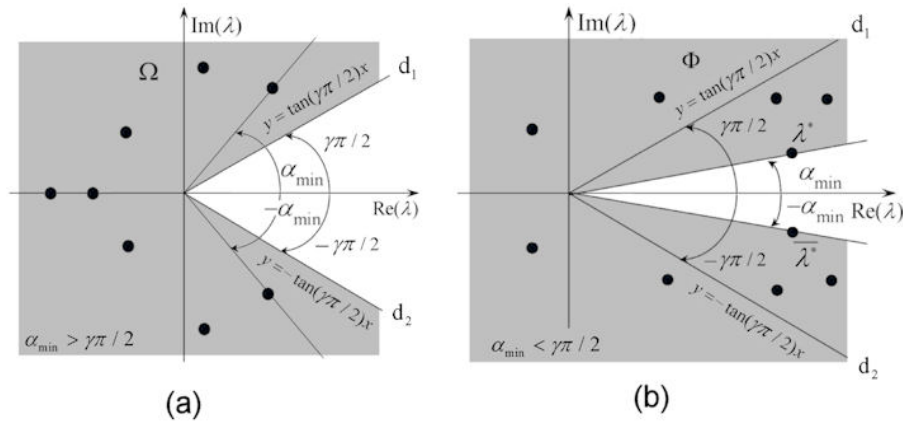 Im(λ)
Ω
d₁
y = tan(γπ/2)x
γπ/2
α_min
Re(λ)
−α_min
−γπ/2
y=−tan(γπ/2)x
α_min > γπ/2
d₂
(a)
Im(λ)
d₁
Φ
y = tan(γπ/2)x
γπ/2
λ*
α_min
−α_min
Re(λ)
λ̅*̅
−γπ/2
y=−tan(γπ/2)x
α_min < γπ/2
d₂
(b)